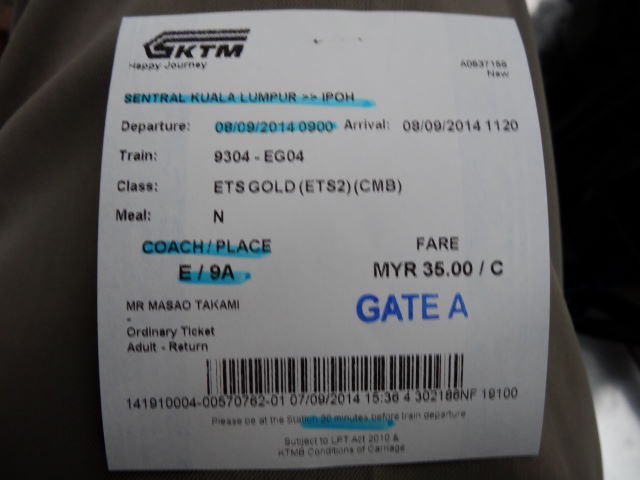 KTM
Happy Journey
A0637156
New
SENTRAL KUALA LUMPUR >> IPOH
Departure: 08/09/2014 0900 Arrival: 08/09/2014 1120
Train: 9304 - EG04
Class: ETS GOLD (ETS2) (CMB)
Meal: N
COACH / PLACE FARE
E / 9A MYR 35.00 / C
MR MASAO TAKAMI GATE A
-
Ordinary Ticket
Adult - Return
141910004-00570762-01 07/09/2014 15:36 4 302186NF 19100
Please be at the Station 30 minutes before train departure
Subject to LPT Act 2010 &
KTMB Conditions of Carriage